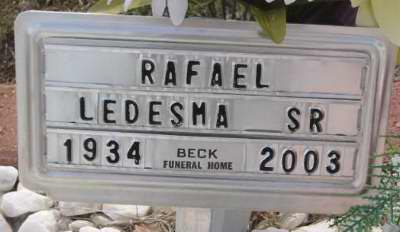 RAFAEL
LEDESMA SR
1934 BECK FUNERAL HOME 2003